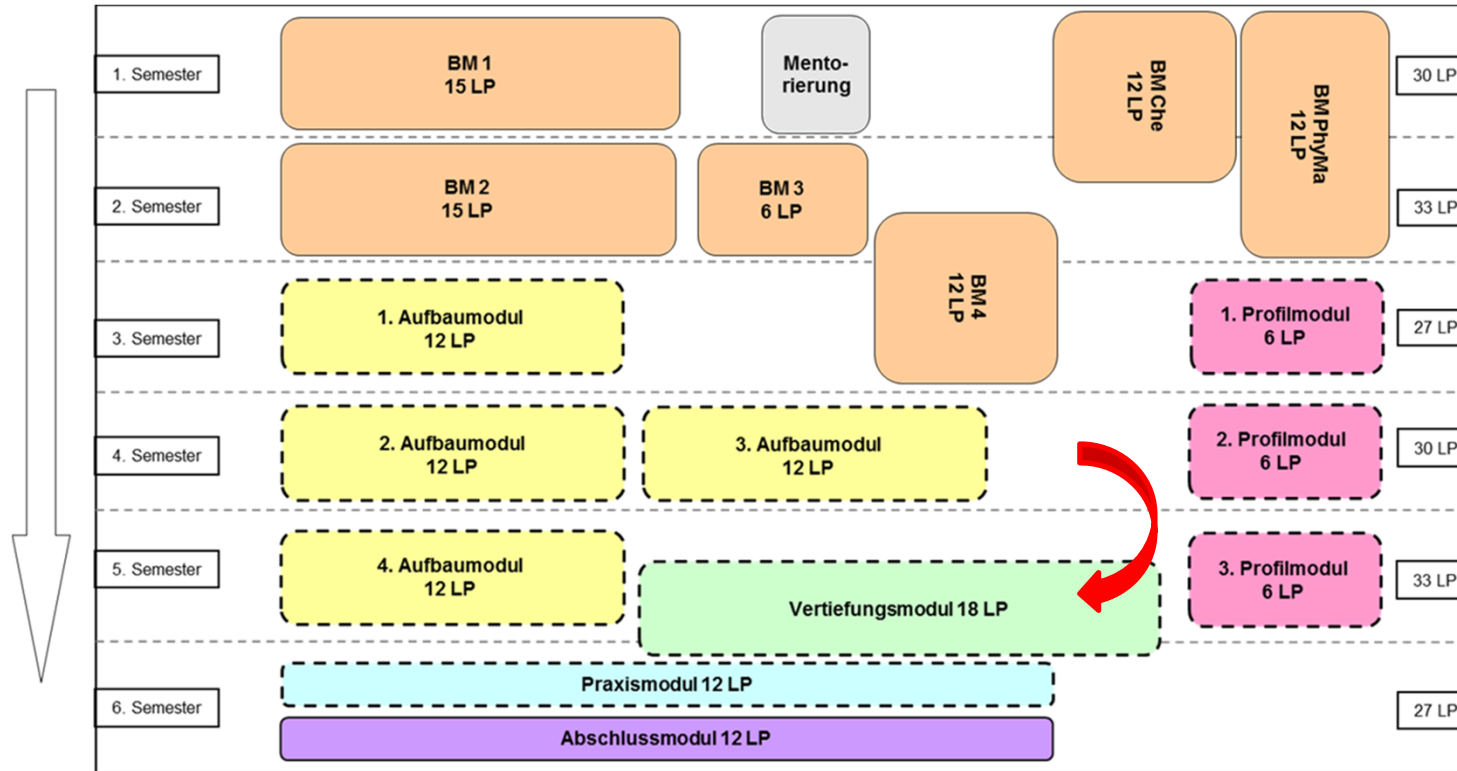 1. Semester
BM 1
15 LP
Mento-
rierung
BM Che
12 LP
BM PhyMa
12 LP
30 LP
2. Semester
BM 2
15 LP
BM 3
6 LP
33 LP
BM 4
12 LP
3. Semester
1. Aufbaumodul
12 LP
1. Profilmodul
6 LP
27 LP
4. Semester
2. Aufbaumodul
12 LP
3. Aufbaumodul
12 LP
2. Profilmodul
6 LP
30 LP
5. Semester
4. Aufbaumodul
12 LP
Vertiefungsmodul 18 LP
3. Profilmodul
6 LP
33 LP
6. Semester
Praxismodul 12 LP
Abschlussmodul 12 LP
27 LP